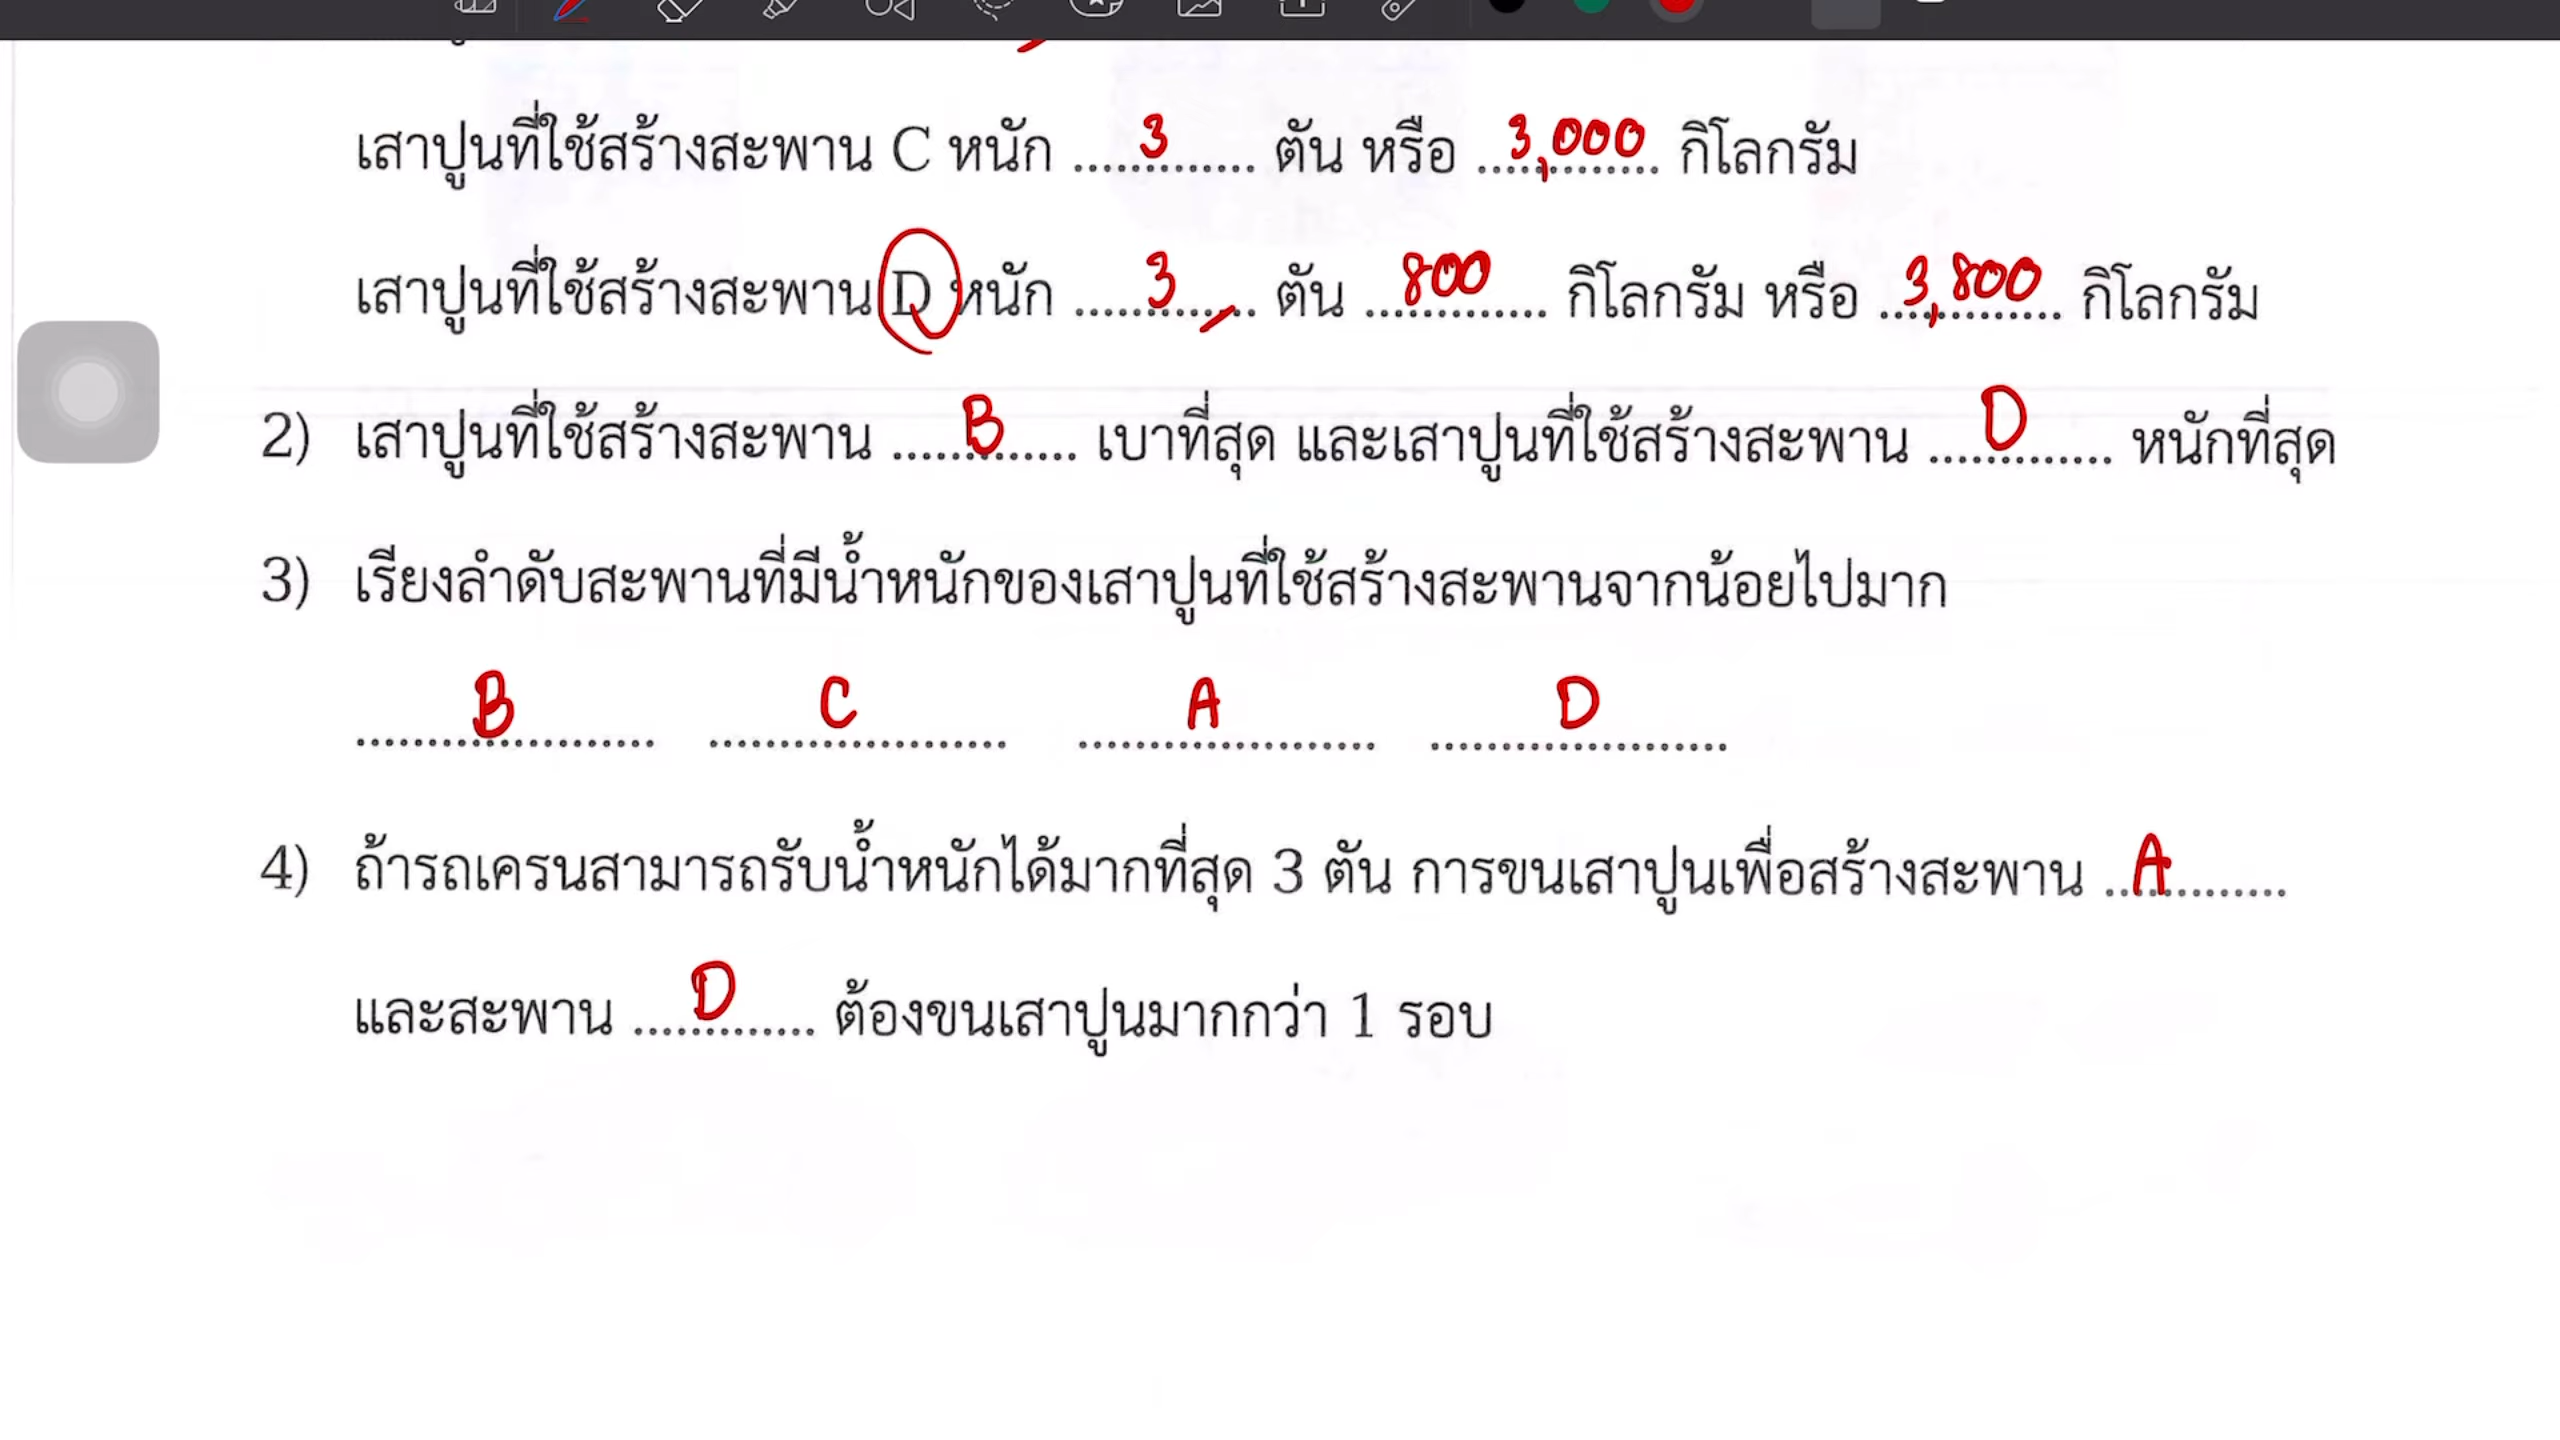 เสาปูนที่ใช้สร้างสะพาน C หนัก 3 ตัน หรือ 3,000 กิโลกรัม
เสาปูนที่ใช้สร้างสะพาน D หนัก 3 ตัน 800 กิโลกรัม หรือ 3,800 กิโลกรัม
2) เสาปูนที่ใช้สร้างสะพาน B เบาที่สุด และเสาปูนที่ใช้สร้างสะพาน D หนักที่สุด
3) เรียงลำดับสะพานที่มีน้ำหนักของเสาปูนที่ใช้สร้างสะพานจากน้อยไปมาก
B C A D
4) ถ้ารถเครนสามารถรับน้ำหนักได้มากที่สุด 3 ตัน การขนเสาปูนเพื่อสร้างสะพาน A
และสะพาน D ต้องขนเสาปูนมากกว่า 1 รอบ